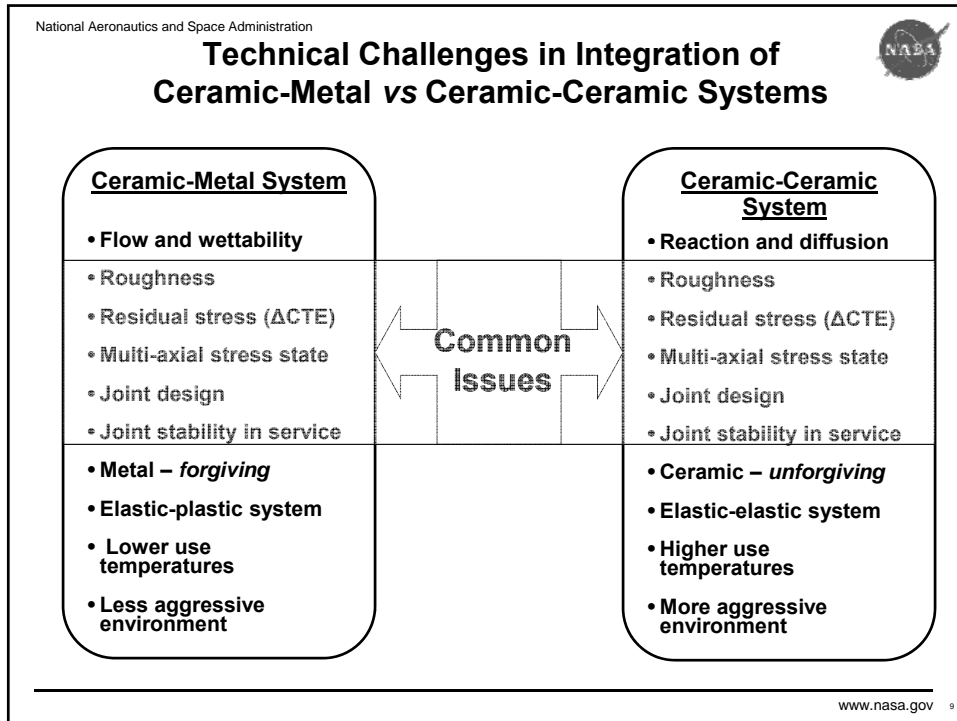 National Aeronautics and Space Administration
Technical Challenges in Integration of
Ceramic-Metal vs Ceramic-Ceramic Systems
NASA
Ceramic-Metal System
• Flow and wettability
• Roughness
• Residual stress (ΔCTE)
• Multi-axial stress state
• Joint design
• Joint stability in service
• Metal – forgiving
• Elastic-plastic system
• Lower use
temperatures
• Less aggressive
environment
Common
Issues
Ceramic-Ceramic
System
• Reaction and diffusion
• Roughness
• Residual stress (ΔCTE)
• Multi-axial stress state
• Joint design
• Joint stability in service
• Ceramic – unforgiving
• Elastic-elastic system
• Higher use
temperatures
• More aggressive
environment
www.nasa.gov 9